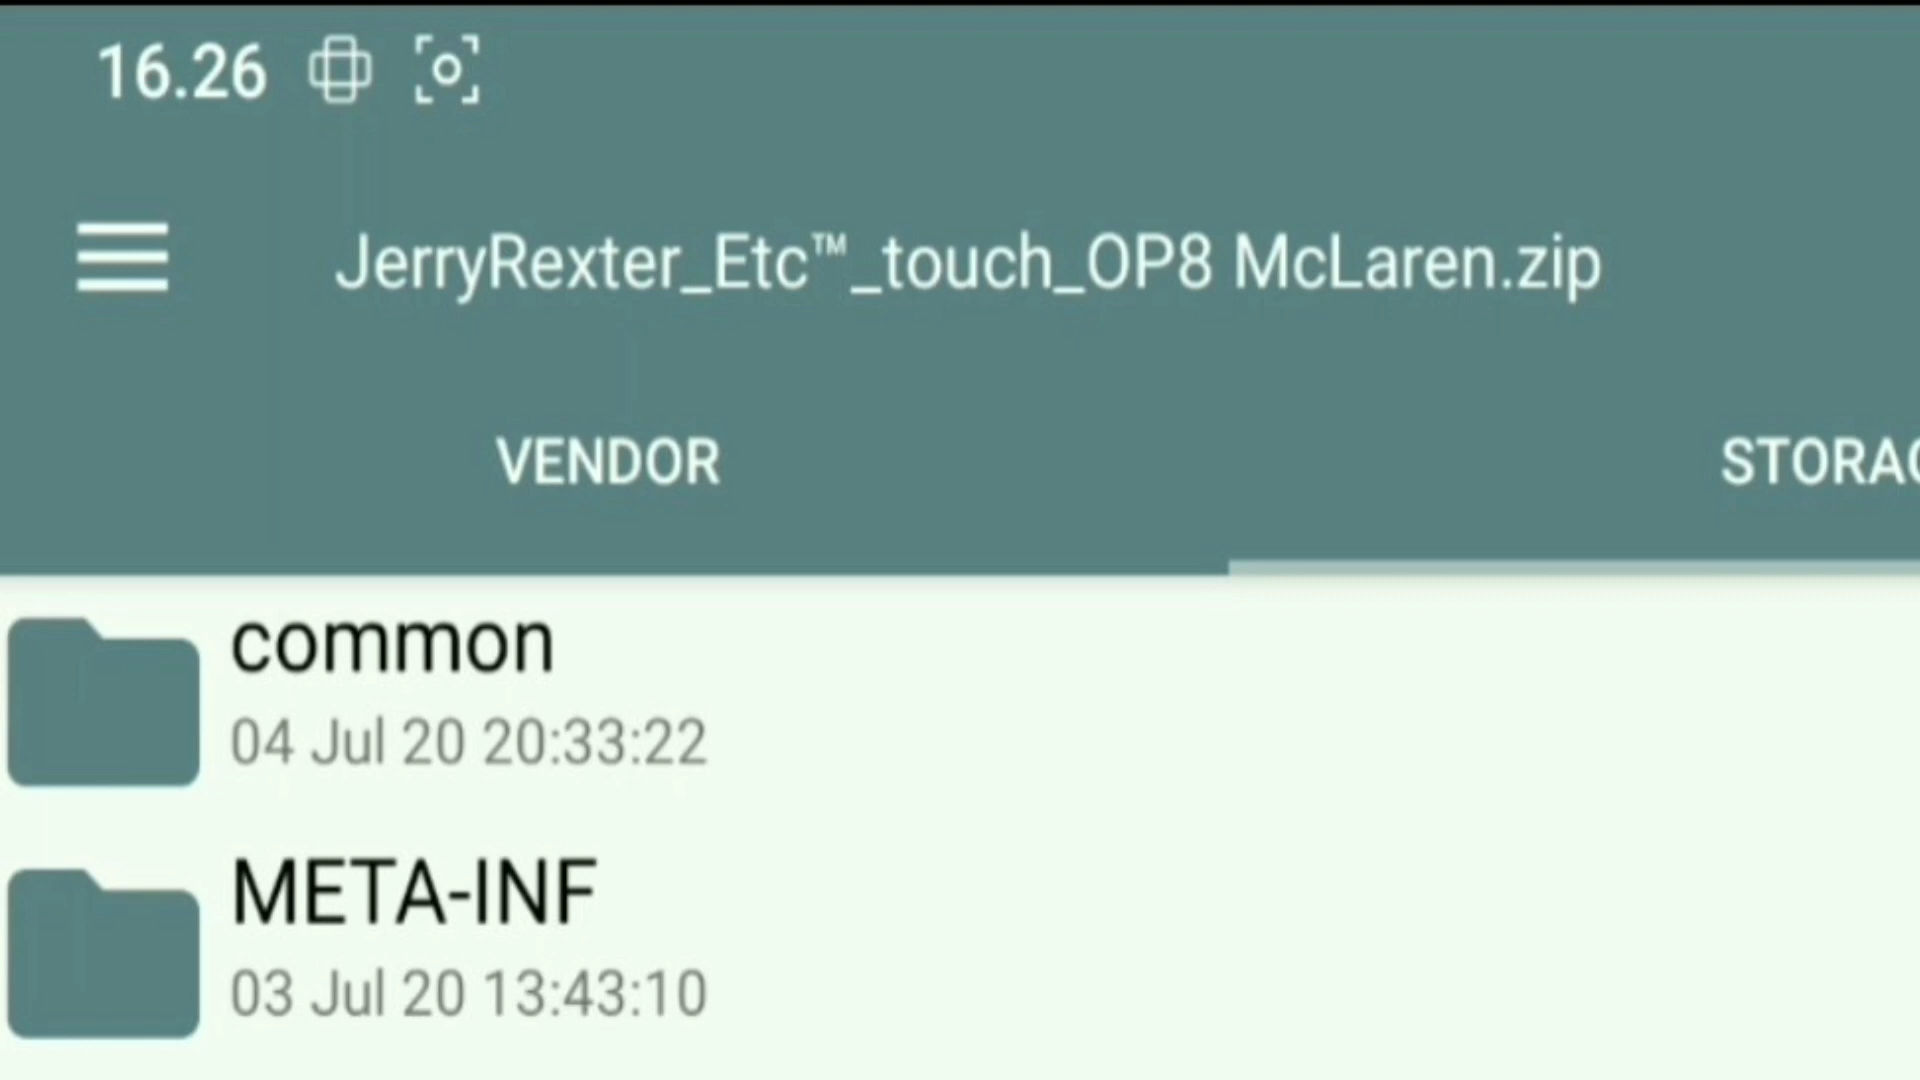 16.26
JerryRexter_Etc™_touch_OP8 McLaren.zip
VENDOR STORAG
common
04 Jul 20 20:33:22
META-INF
03 Jul 20 13:43:10